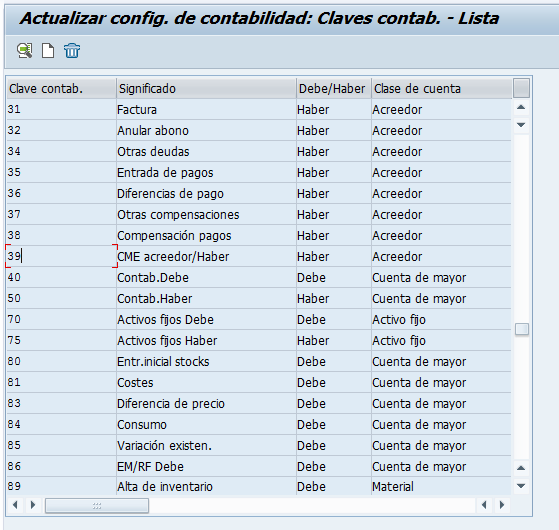 Actualizar config. de contabilidad: Claves contab. - Lista
Clave contab. Significado Debe/Haber Clase de cuenta
31 Factura Haber Acreedor
32 Anular abono Haber Acreedor
34 Otras deudas Haber Acreedor
35 Entrada de pagos Haber Acreedor
36 Diferencias de pago Haber Acreedor
37 Otras compensaciones Haber Acreedor
38 Compensación pagos Haber Acreedor
39 CME acreedor/Haber Haber Acreedor
40 Contab.Debe Debe Cuenta de mayor
50 Contab.Haber Haber Cuenta de mayor
70 Activos fijos Debe Debe Activo fijo
75 Activos fijos Haber Haber Activo fijo
80 Entr.inicial stocks Debe Cuenta de mayor
81 Costes Debe Cuenta de mayor
83 Diferencia de precio Debe Cuenta de mayor
84 Consumo Debe Cuenta de mayor
85 Variación existen. Debe Cuenta de mayor
86 EM/RF Debe Debe Cuenta de mayor
89 Alta de inventario Debe Material